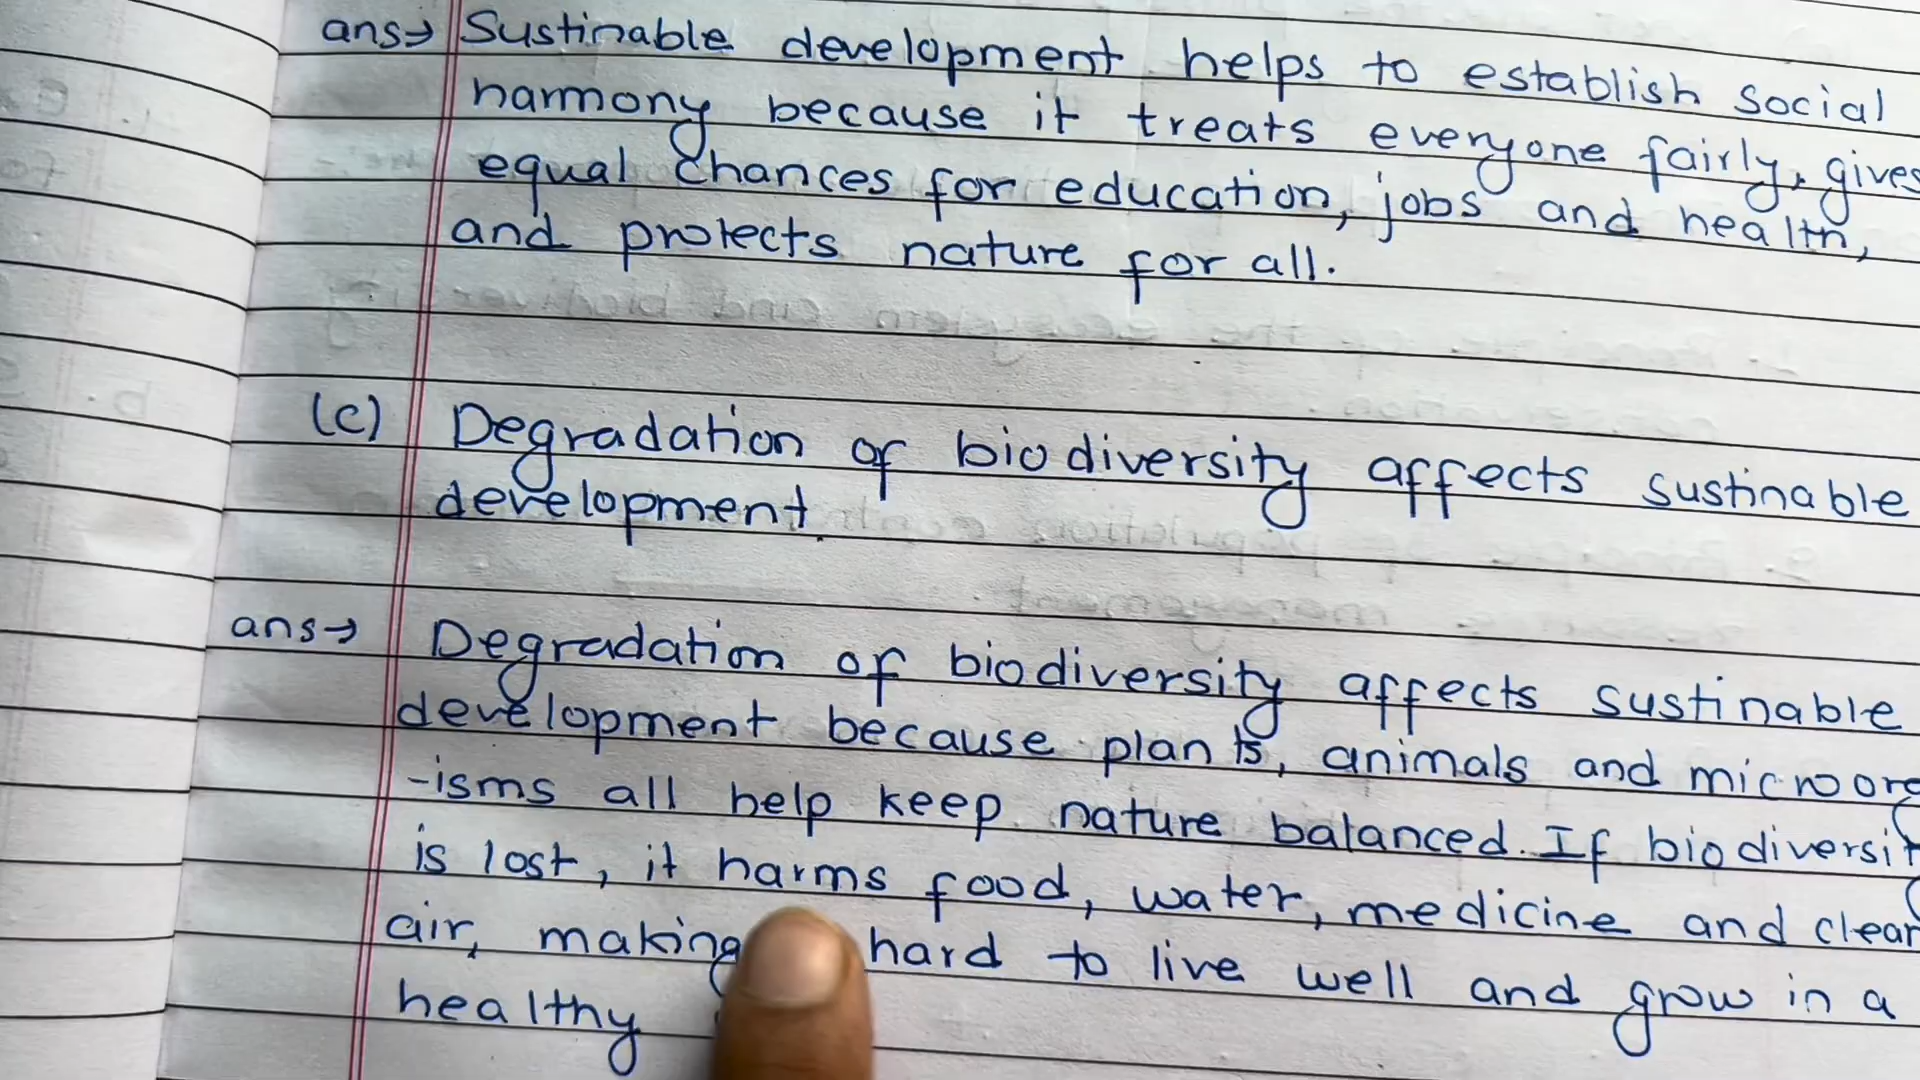 ans→ Sustinable development helps to establish social
harmony because it treats everyone fairly, gives
equal chances for education, jobs and health,
and protects nature for all.
(c) Degradation of biodiversity affects sustinable
development.
ans→ Degradation of biodiversity affects sustinable
development because plants, animals and microorg
-isms all help keep nature balanced. If biodiversit
is lost, it harms food, water, medicine and clean
air, making hard to live well and grow in a
healthy